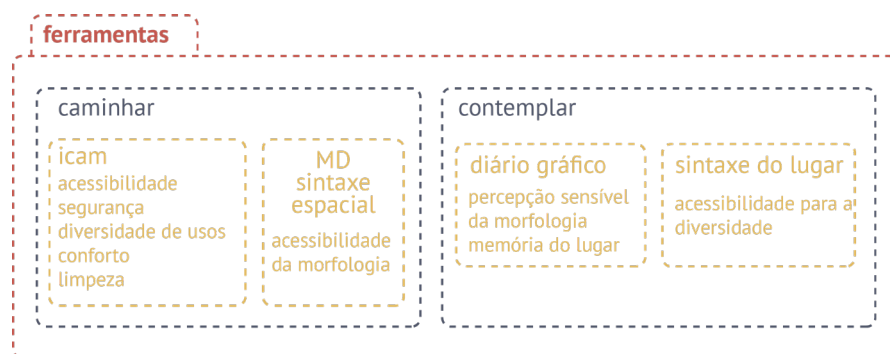 ferramentas
caminhar
icam
acessibilidade
segurança
diversidade de usos
conforto
limpeza
MD
sintaxe
espacial
acessibilidade
da morfologia
contemplar
diário gráfico
percepção sensível
da morfologia
memória do lugar
sintaxe do lugar
acessibilidade para a
diversidade